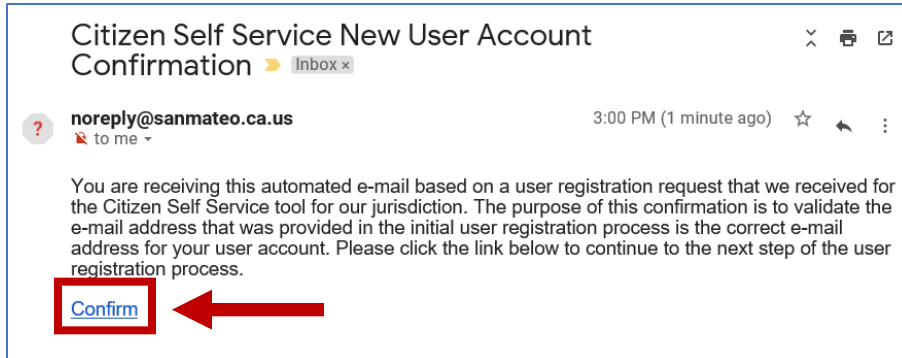 Citizen Self Service New User Account
Confirmation Inbox ×
noreply@sanmateo.ca.us 3:00 PM (1 minute ago)
? to me
You are receiving this automated e-mail based on a user registration request that we received for
the Citizen Self Service tool for our jurisdiction. The purpose of this confirmation is to validate the
e-mail address that was provided in the initial user registration process is the correct e-mail
address for your user account. Please click the link below to continue to the next step of the user
registration process.
Confirm